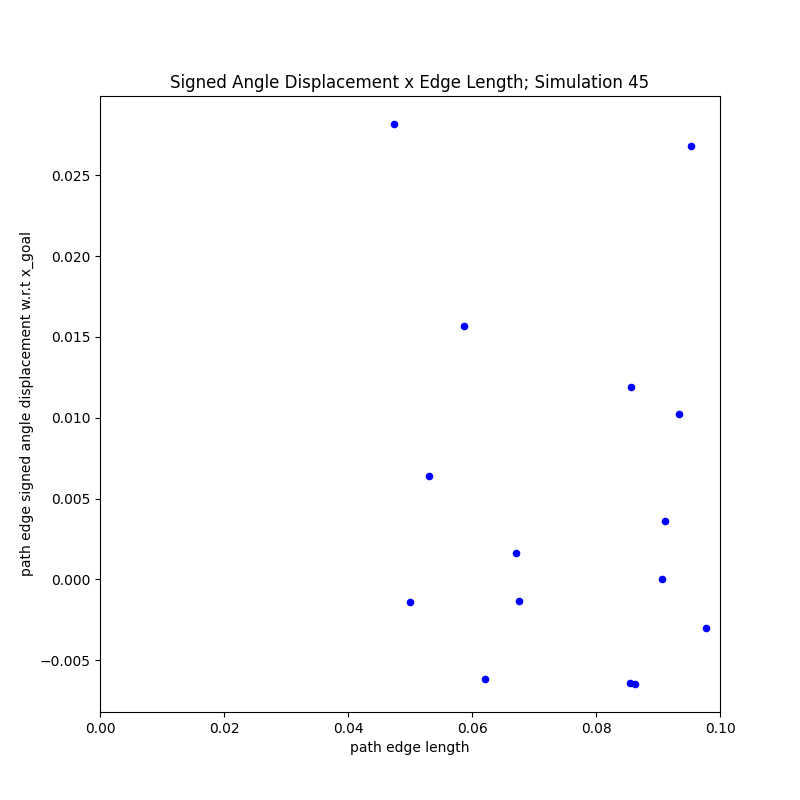 Signed Angle Displacement x Edge Length; Simulation 45
path edge signed angle displacement w.r.t x_goal
0.025
0.020
0.015
0.010
0.005
0.000
−0.005
0.00 0.02 0.04 0.06 0.08 0.10
path edge length